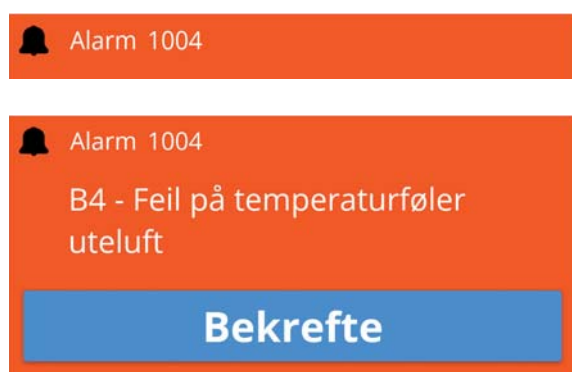 Alarm 1004
Alarm 1004
B4 - Feil på temperaturføler
uteluft
Bekrefte